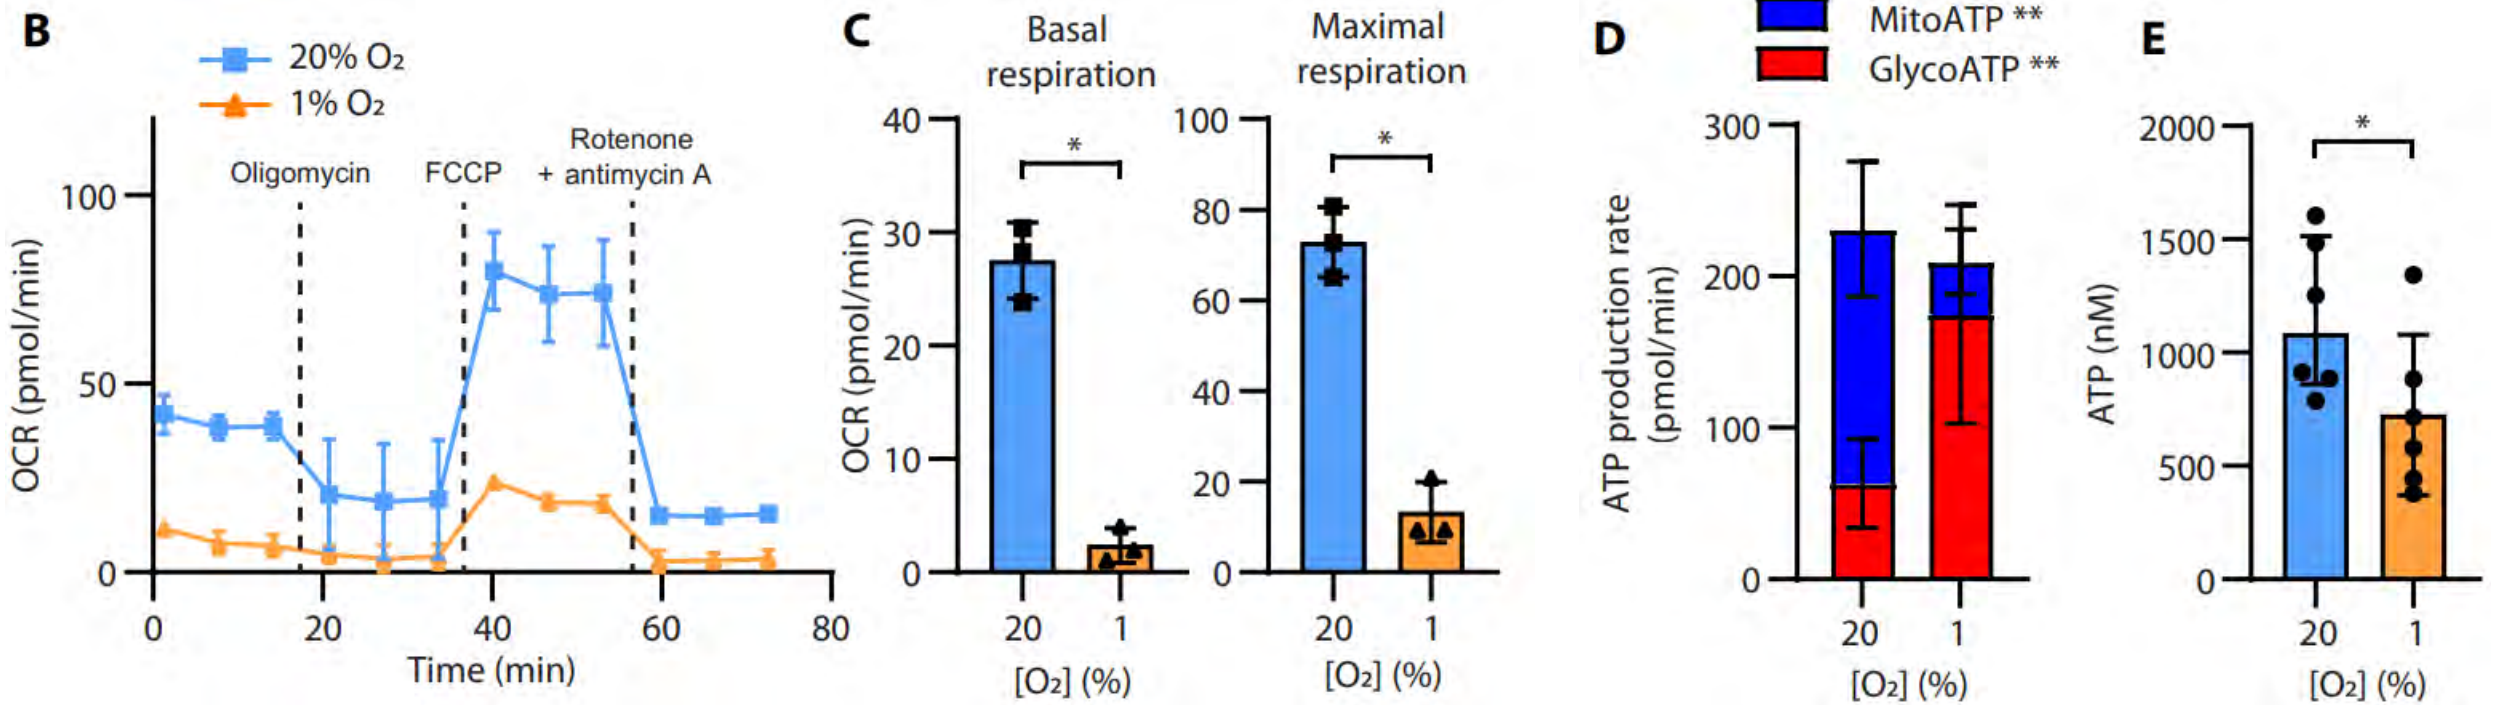 B
20% O₂
1% O₂
Oligomycin
FCCP
Rotenone
+ antimycin A
OCR (pmol/min)
100
50
0
0 20 40 60 80
Time (min)
C
Basal
respiration
OCR (pmol/min)
40
30
20
10
0
*
20 1
[O₂] (%)
Maximal
respiration
100
80
60
40
20
0
*
20 1
[O₂] (%)
D
MitoATP **
GlycoATP **
ATP production rate
(pmol/min)
300
200
100
0
20 1
[O₂] (%)
E
ATP (nM)
2000
1500
1000
500
0
*
20 1
[O₂] (%)